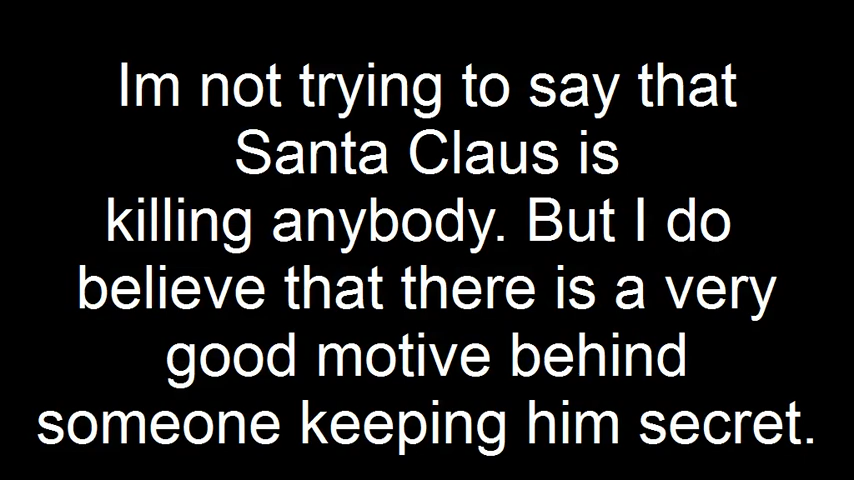 Im not trying to say that
Santa Claus is
killing anybody. But I do
believe that there is a very
good motive behind
someone keeping him secret.